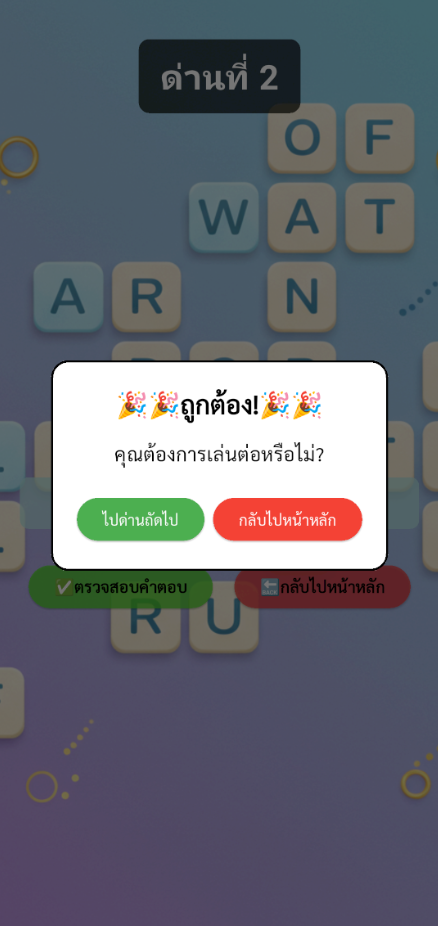 ด่านที่ 2
O F
W A T
A R N
🎉🎉ถูกต้อง!🎉🎉
คุณต้องการเล่นต่อหรือไม่?
ไปด่านถัดไป กลับไปหน้าหลัก
✅ตรวจสอบคำตอบ 🔙กลับไปหน้าหลัก
R U